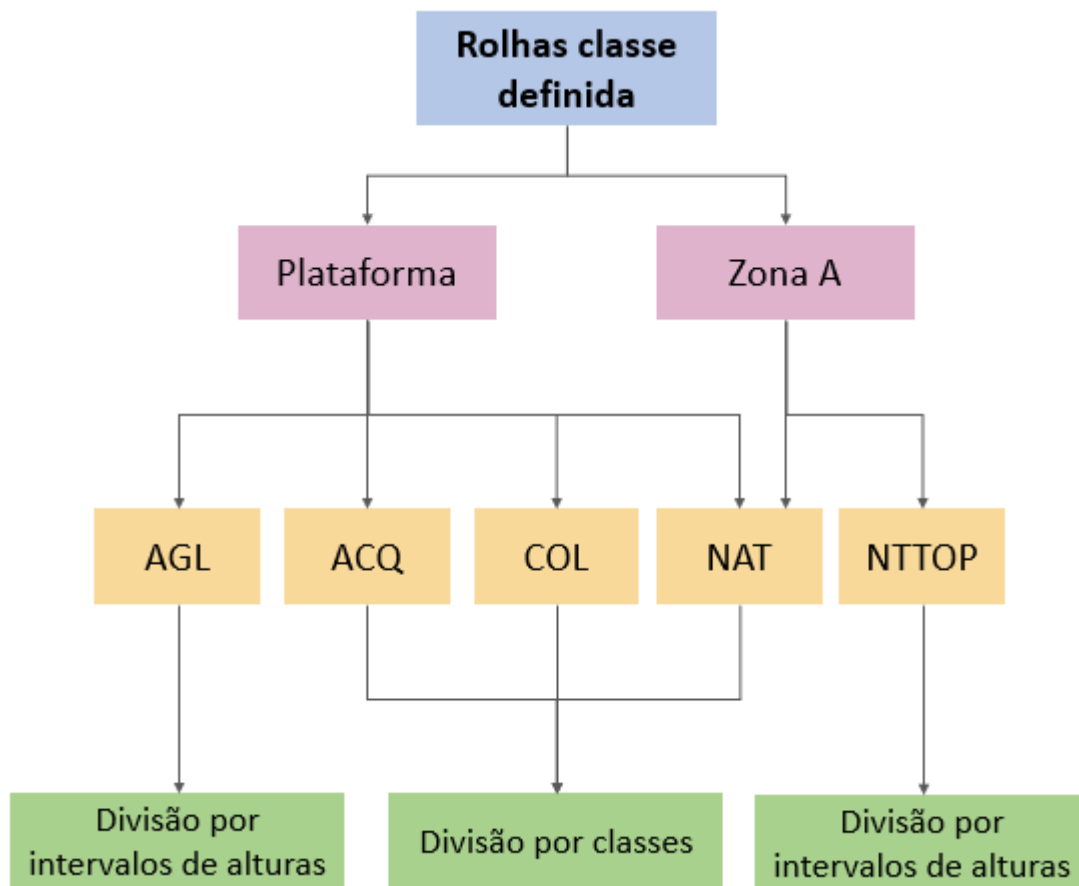 Rolhas classe
definida
Plataforma
Zona A
AGL
ACQ
COL
NAT
NTTOP
Divisão por
intervalos de alturas
Divisão por classes
Divisão por
intervalos de alturas